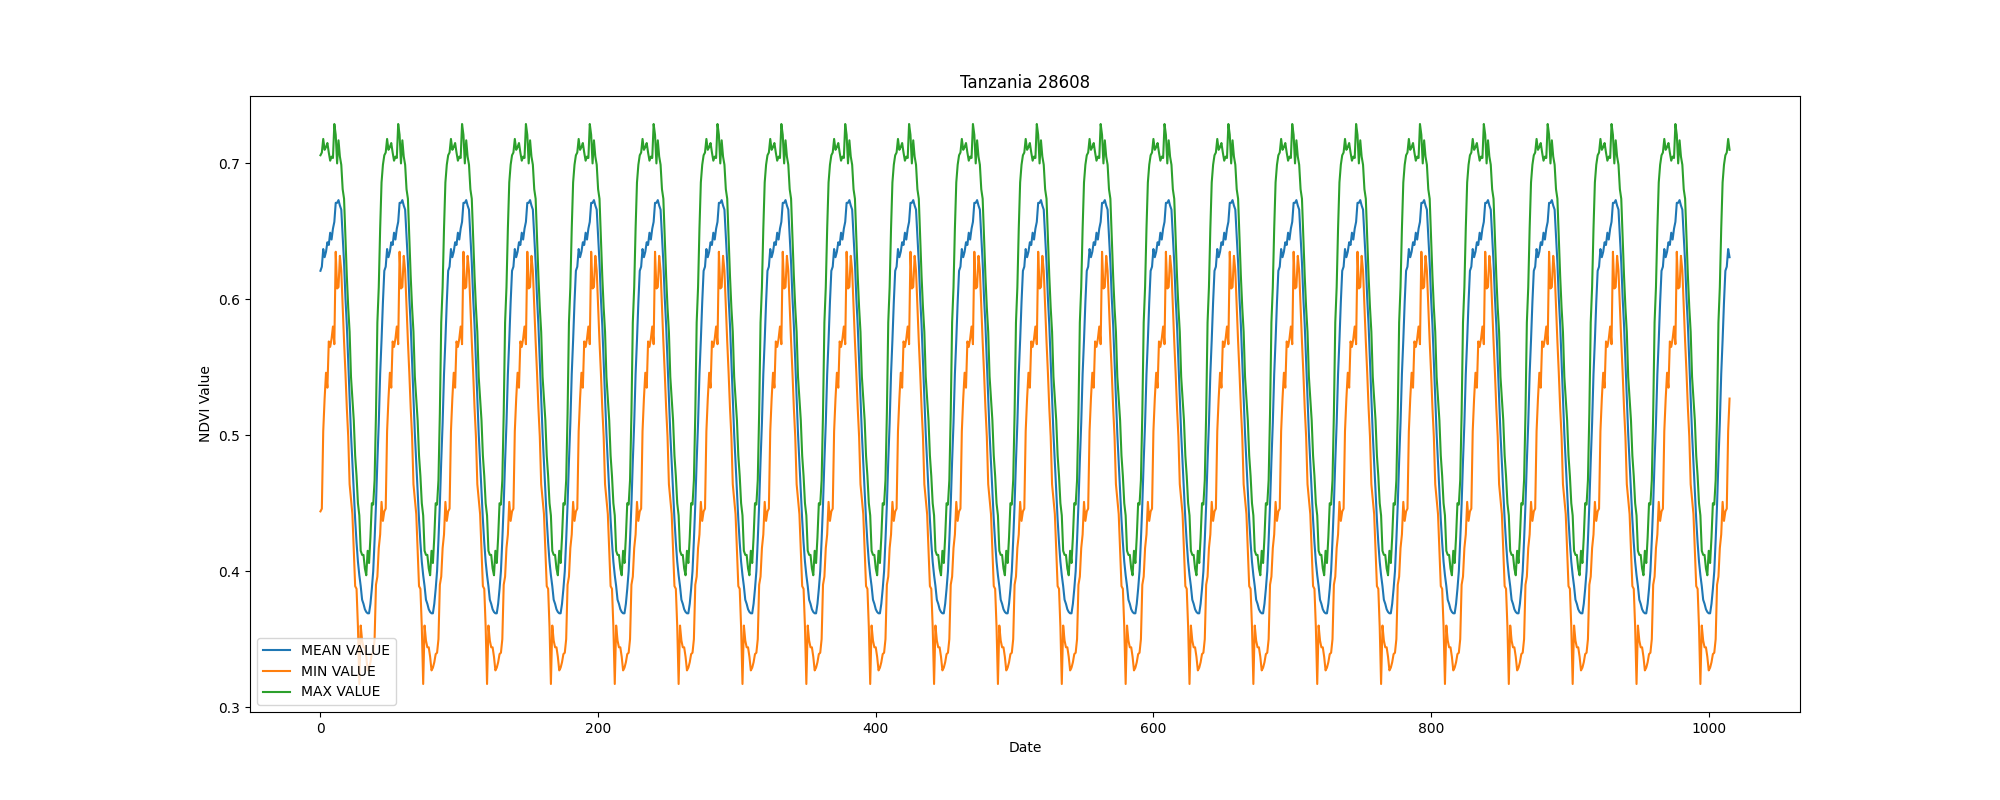 Tanzania 28608
NDVI Value
0.7
0.6
0.5
0.4
0.3
MEAN VALUE
MIN VALUE
MAX VALUE
0 200 400 600 800 1000
Date